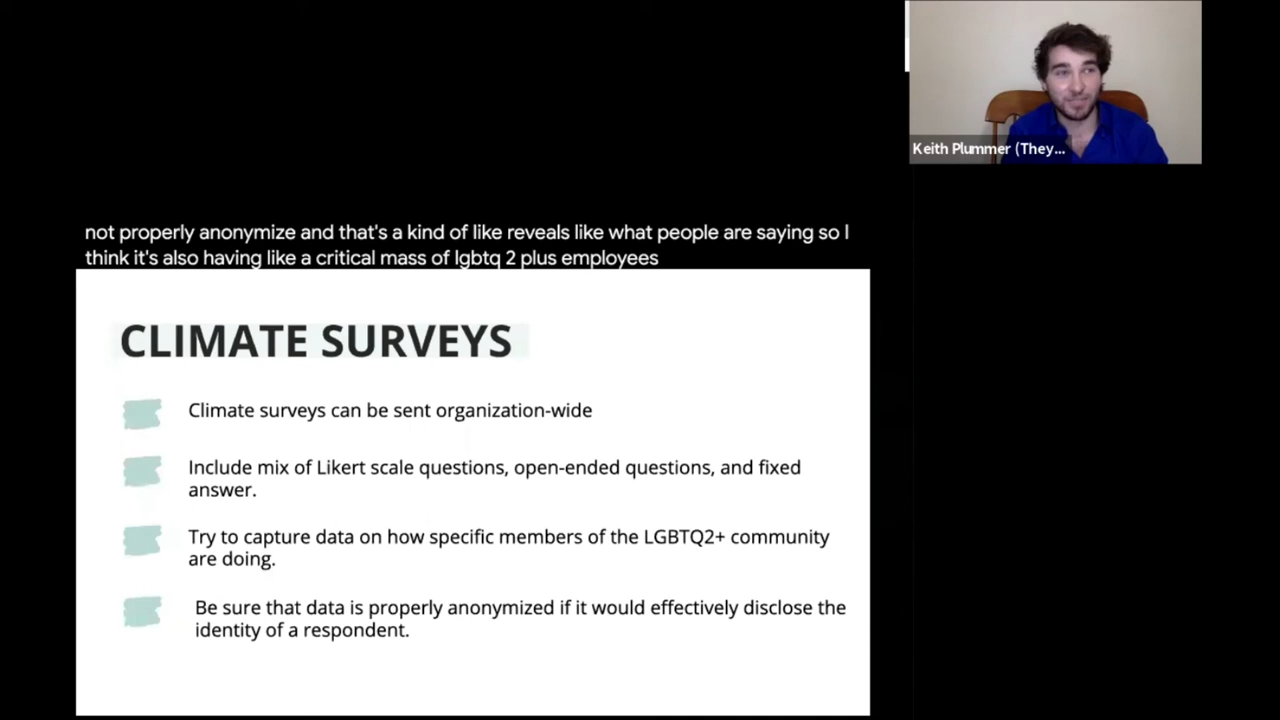 Keith Plummer (They...
not properly anonymize and that's a kind of like reveals like what people are saying so I
think it's also having like a critical mass of lgbtq 2 plus employees
CLIMATE SURVEYS
Climate surveys can be sent organization-wide
Include mix of Likert scale questions, open-ended questions, and fixed
answer.
Try to capture data on how specific members of the LGBTQ2+ community
are doing.
Be sure that data is properly anonymized if it would effectively disclose the
identity of a respondent.